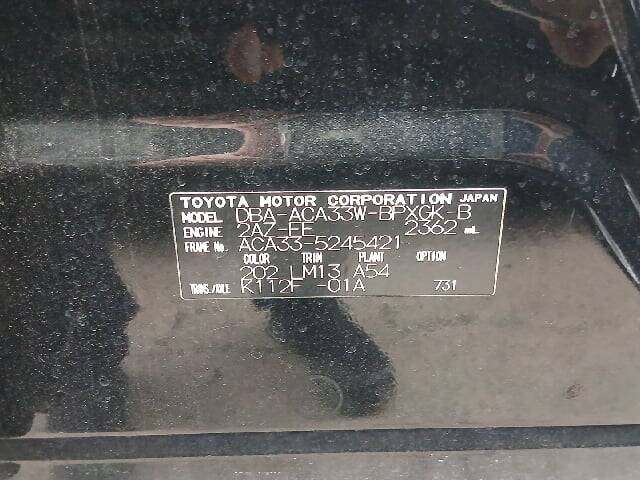 TOYOTA MOTOR CORPORATION JAPAN
MODEL DBA-ACA33W-BPXGK-B
ENGINE 2AZ-FE 2362 mL
FRAME No. ACA33-5245421
COLOR TRIM PLANT OPTION
202 LM13 A54
TRANS./AXLE K112F -01A 731